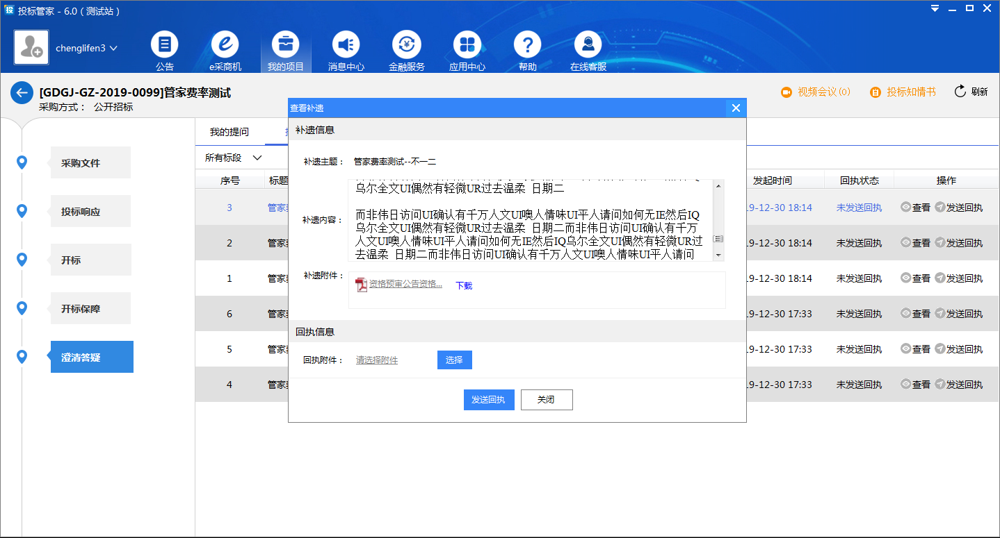 投标管家 - 6.0（测试站）
chenglifen3
公告
e采商机
我的项目
消息中心
金融服务
应用中心
帮助
在线客服
[GDGJ-GZ-2019-0099]管家费率测试
采购方式： 公开招标
视频会议(0)
投标知情书
刷新
采购文件
投标响应
开标
开标保障
澄清答疑
我的提问
所有标段
序号 标题 发起时间 回执状态 操作
3 管家 19-12-30 18:14 未发送回执 查看 发送回执
2 管家 19-12-30 18:14 未发送回执 查看 发送回执
1 管家 19-12-30 18:14 未发送回执 查看 发送回执
6 管家 19-12-30 17:33 未发送回执 查看 发送回执
5 管家 19-12-30 17:33 未发送回执 查看 发送回执
4 管家 19-12-30 17:33 未发送回执 查看 发送回执
查看补遗
补遗信息
补遗主题： 管家费率测试--不一二
补遗内容：
乌尔全文UI偶然有轻微UR过去温柔 日期二
而非伟日访问UI确认有千万人文UI噢人情味UI平人请问如何无IE然后IQ
乌尔全文UI偶然有轻微UR过去温柔 日期二而非伟日访问UI确认有千万
人文UI噢人情味UI平人请问如何无IE然后IQ乌尔全文UI偶然有轻微UR过
去温柔 日期二而非伟日访问UI确认有千万人文UI噢人情味UI平人请问
补遗附件： 资格预审公告资格... 下载
回执信息
回执附件： 请选择附件 选择
发送回执 关闭